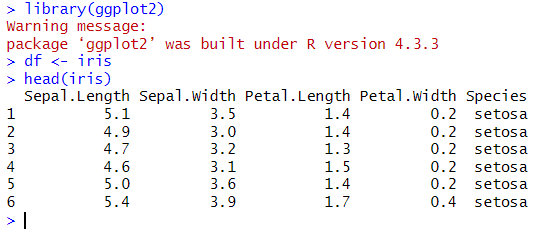 > library(ggplot2)
Warning message:
package ‘ggplot2’ was built under R version 4.3.3
> df <- iris
> head(iris)
  Sepal.Length Sepal.Width Petal.Length Petal.Width Species
1          5.1         3.5          1.4         0.2  setosa
2          4.9         3.0          1.4         0.2  setosa
3          4.7         3.2          1.3         0.2  setosa
4          4.6         3.1          1.5         0.2  setosa
5          5.0         3.6          1.4         0.2  setosa
6          5.4         3.9          1.7         0.4  setosa
>